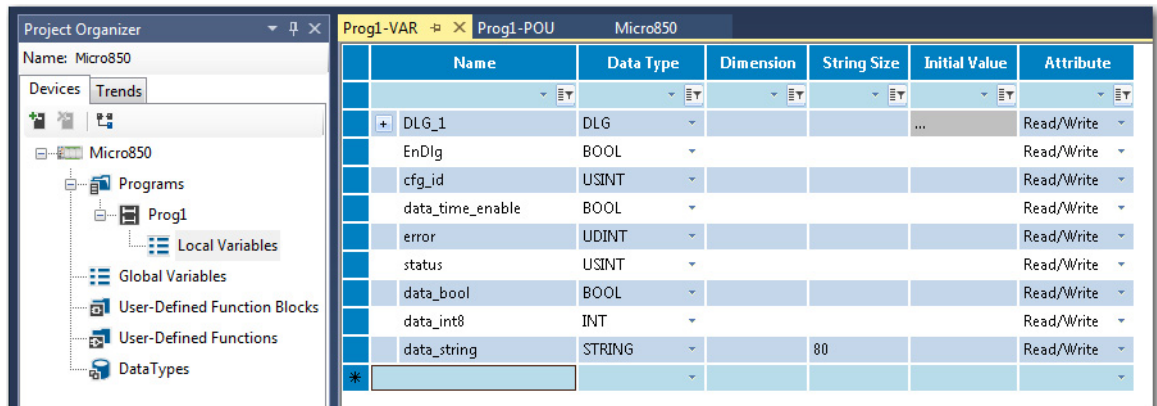 Project Organizer
Name: Micro850
Devices Trends
Micro850
Programs
Prog1
Local Variables
Global Variables
User-Defined Function Blocks
User-Defined Functions
DataTypes
Prog1-VAR Prog1-POU Micro850
Name Data Type Dimension String Size Initial Value Attribute
+ DLG_1 DLG ... Read/Write
EnDlg BOOL Read/Write
cfg_id USINT Read/Write
data_time_enable BOOL Read/Write
error UDINT Read/Write
status USINT Read/Write
data_bool BOOL Read/Write
data_int8 INT Read/Write
data_string STRING 80 Read/Write
*